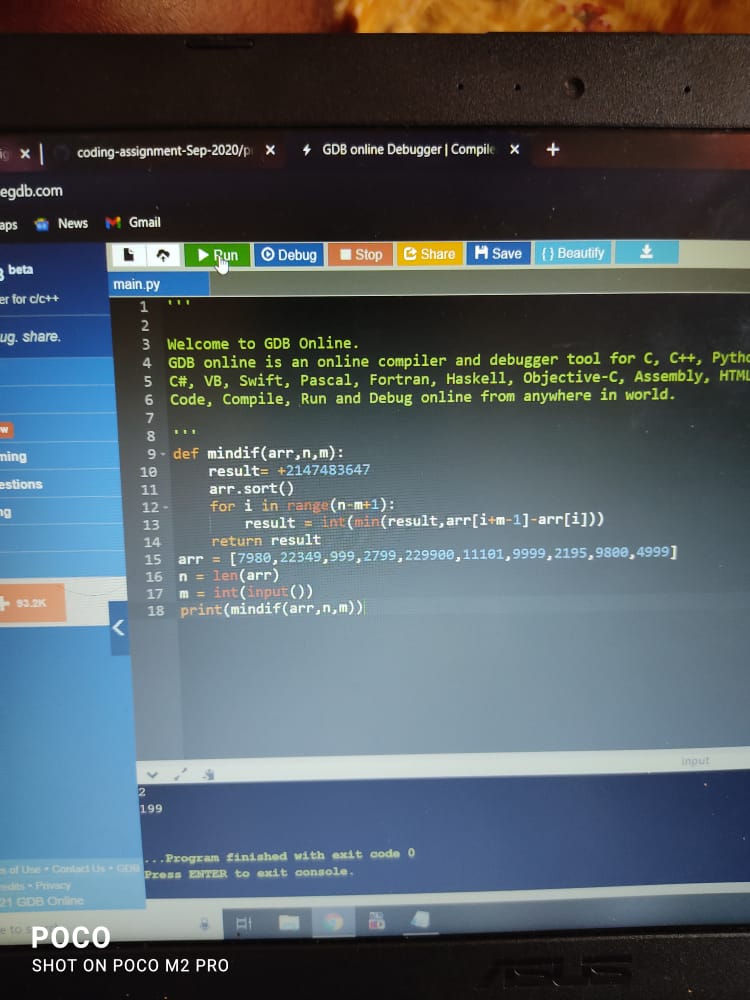 coding-assignment-Sep-2020/p
GDB online Debugger | Compile
egdb.com
aps News Gmail
beta
er for c/c++
ug. share.
Run Debug Stop Share Save { } Beautify
main.py
1 '''
2
3 Welcome to GDB Online.
4 GDB online is an online compiler and debugger tool for C, C++, Pytho
5 C#, VB, Swift, Pascal, Fortran, Haskell, Objective-C, Assembly, HTML
6 Code, Compile, Run and Debug online from anywhere in world.
7
8 '''
9 def mindif(arr,n,m):
10 result= +2147483647
11 arr.sort()
12 for i in range(n-m+1):
13 result = int(min(result,arr[i+m-1]-arr[i]))
14 return result
15 arr = [7980,22349,999,2799,229900,11101,9999,2195,9800,4999]
16 n = len(arr)
17 m = int(input())
18 print(mindif(arr,n,m))
ming
estions
ng
93.2K
input
2
199
...Program finished with exit code 0
Press ENTER to exit console.
s of Use • Contact Us • GDB
redits • Privacy
21 GDB Online
e to
POCO
SHOT ON POCO M2 PRO
ASUS